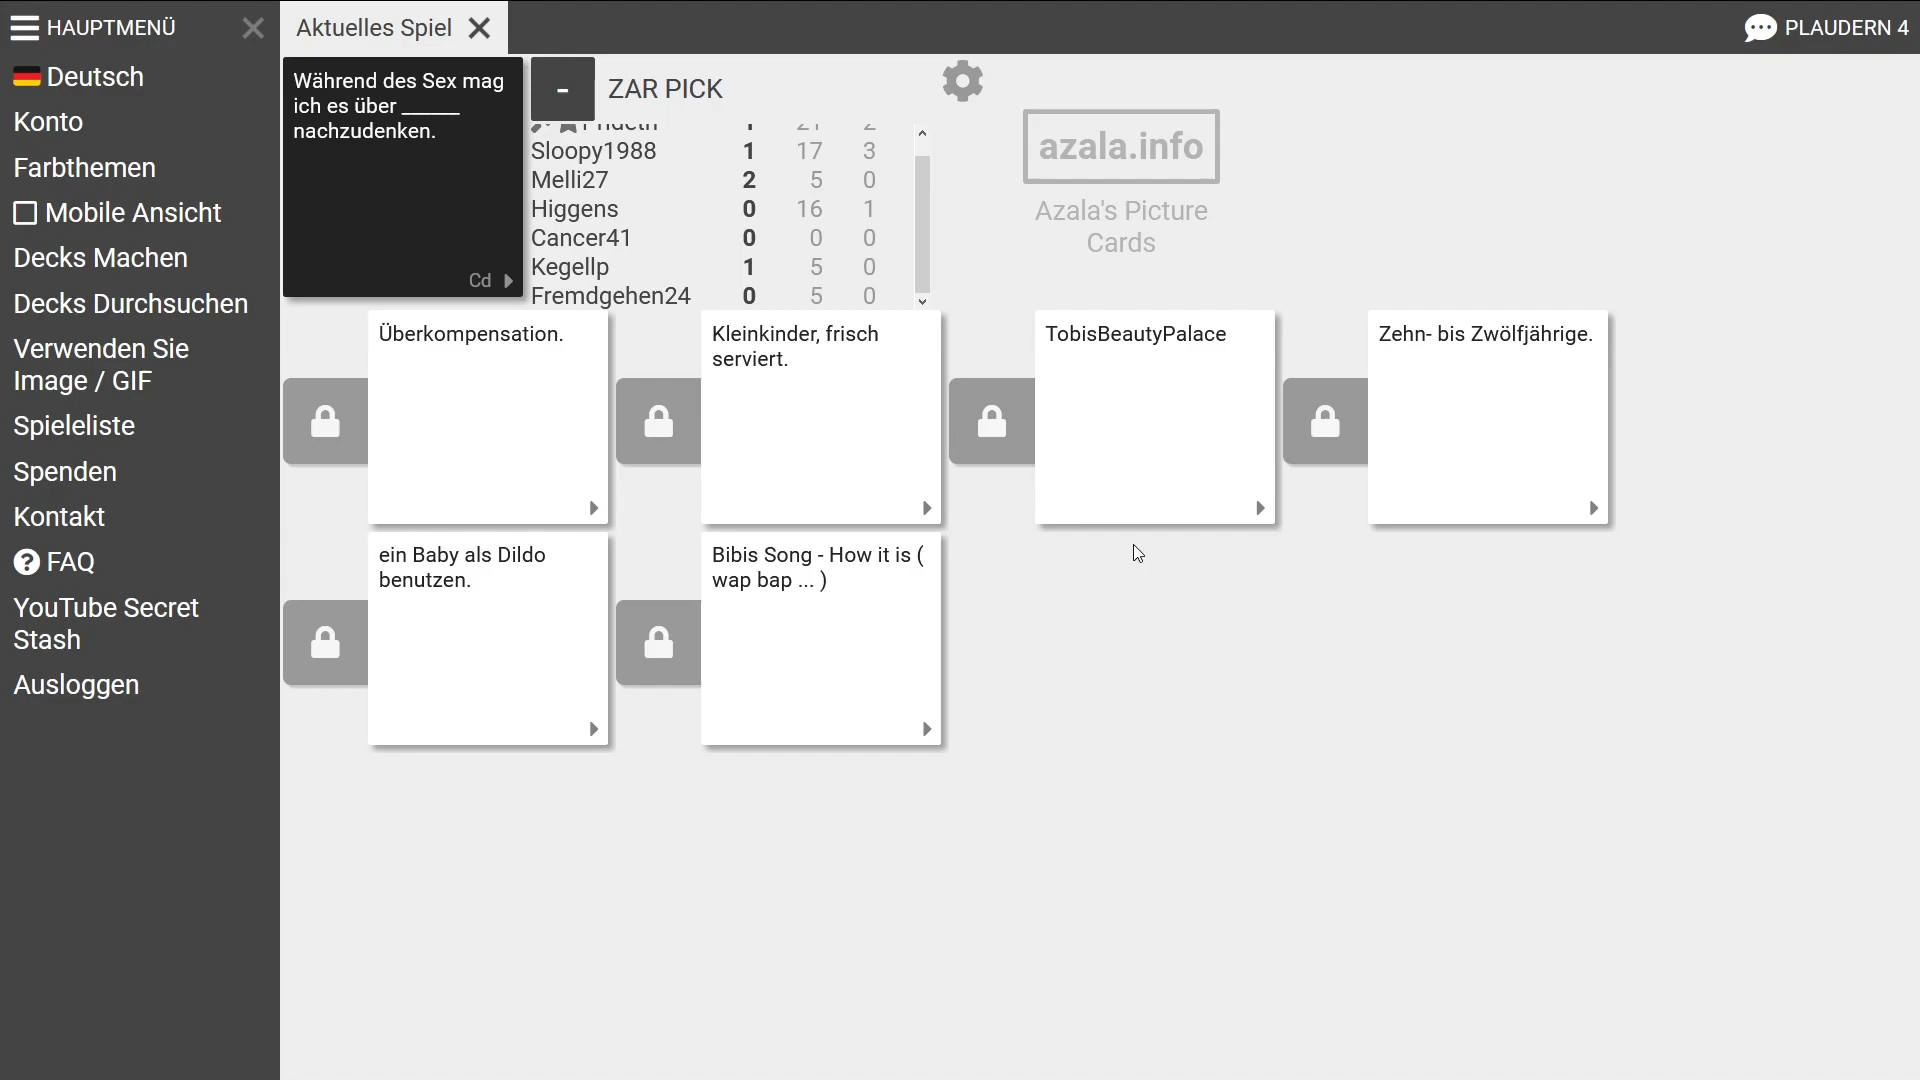 HAUPTMENÜ
Aktuelles Spiel
PLAUDERN 4
Deutsch
Konto
Farbthemen
Mobile Ansicht
Decks Machen
Decks Durchsuchen
Verwenden Sie
Image / GIF
Spieleliste
Spenden
Kontakt
FAQ
YouTube Secret
Stash
Ausloggen
Während des Sex mag
ich es über ______
nachzudenken.
Cd
-
ZAR PICK
Sloopy1988 1 17 3
Melli27 2 5 0
Higgens 0 16 1
Cancer41 0 0 0
Kegellp 1 5 0
Fremdgehen24 0 5 0
azala.info
Azala's Picture
Cards
Überkompensation.
Kleinkinder, frisch
serviert.
TobisBeautyPalace
Zehn- bis Zwölfjährige.
ein Baby als Dildo
benutzen.
Bibis Song - How it is (
wap bap ... )